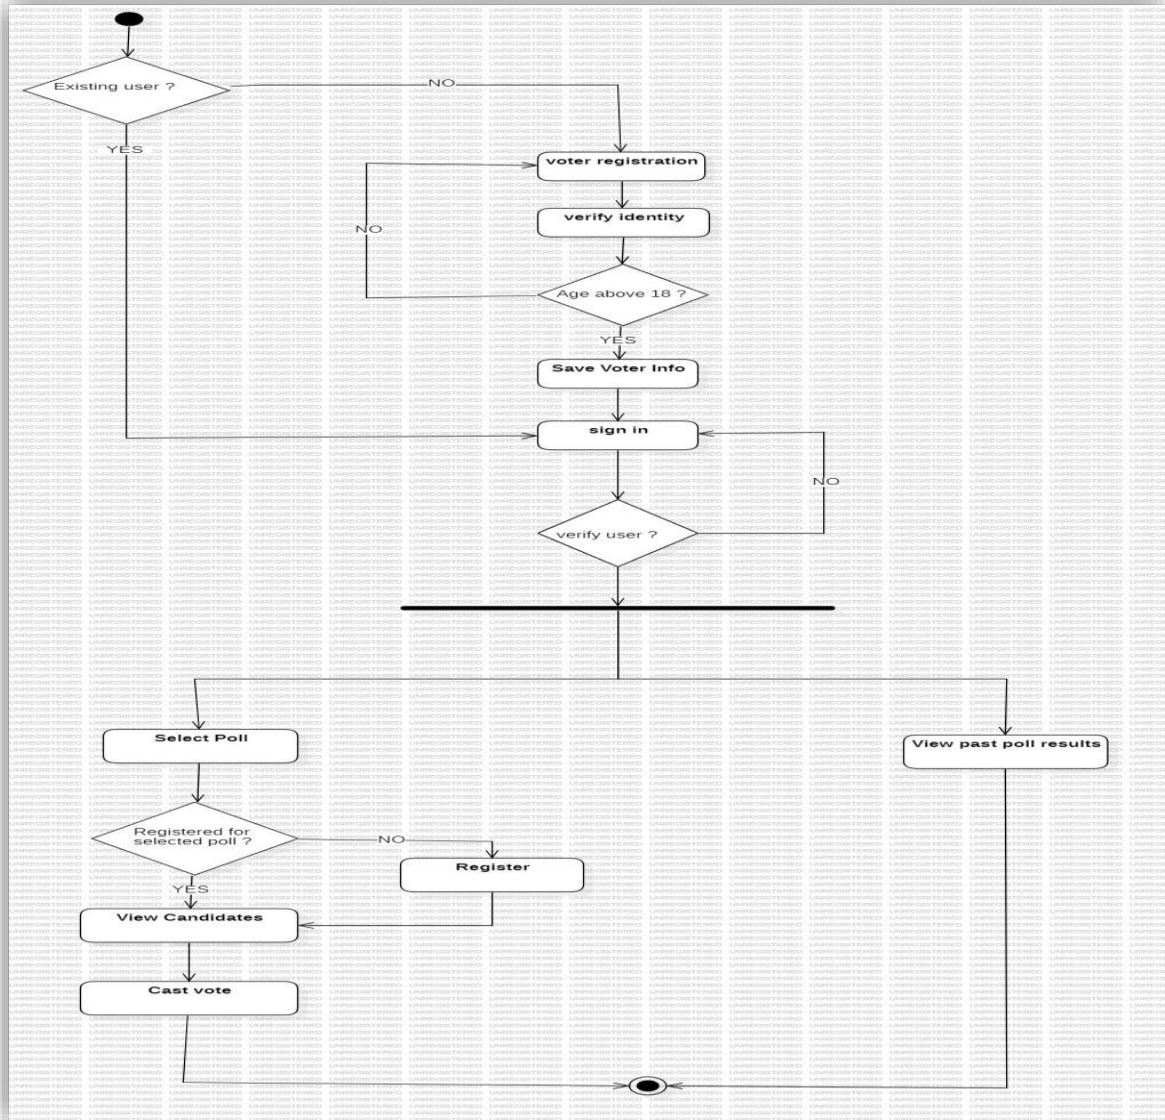 Existing user ?
NO
YES
voter registration
verify identity
NO
Age above 18 ?
YES
Save Voter Info
sign in
NO
verify user ?
Select Poll
View past poll results
Registered for
selected poll ?
NO
Register
YES
View Candidates
Cast vote